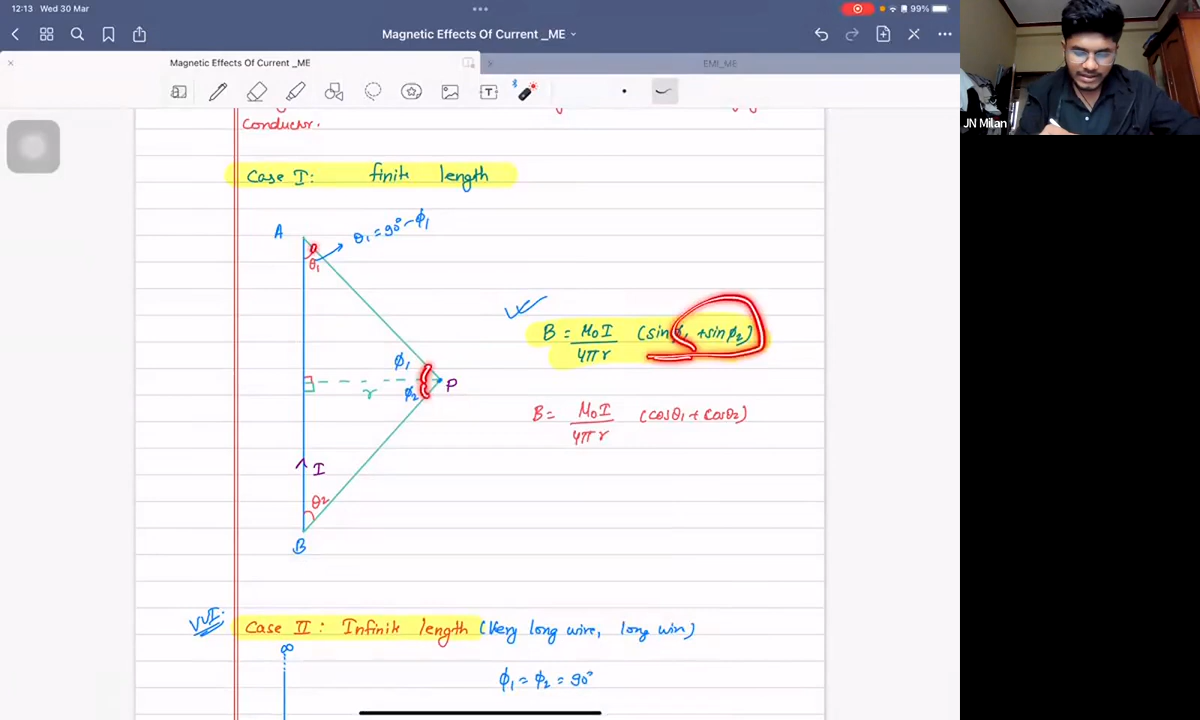 12:13 Wed 30 Mar
99%
Magnetic Effects Of Current _ME
Magnetic Effects Of Current _ME
EMI_ME
JN Milan
Conductor.
Case I: finite length
A
θ₁ = 90° - ϕ₁
θ₁
B = μ₀I (sinϕ₁ + sinϕ₂)
4πr
ϕ₁
r
ϕ₂
P
B = μ₀I (cosθ₁ + cosθ₂)
4πr
I
θ2
B
VVI.
Case II: Infinite length (Very long wire, long wire)
∞
ϕ₁ = ϕ₂ = 90°